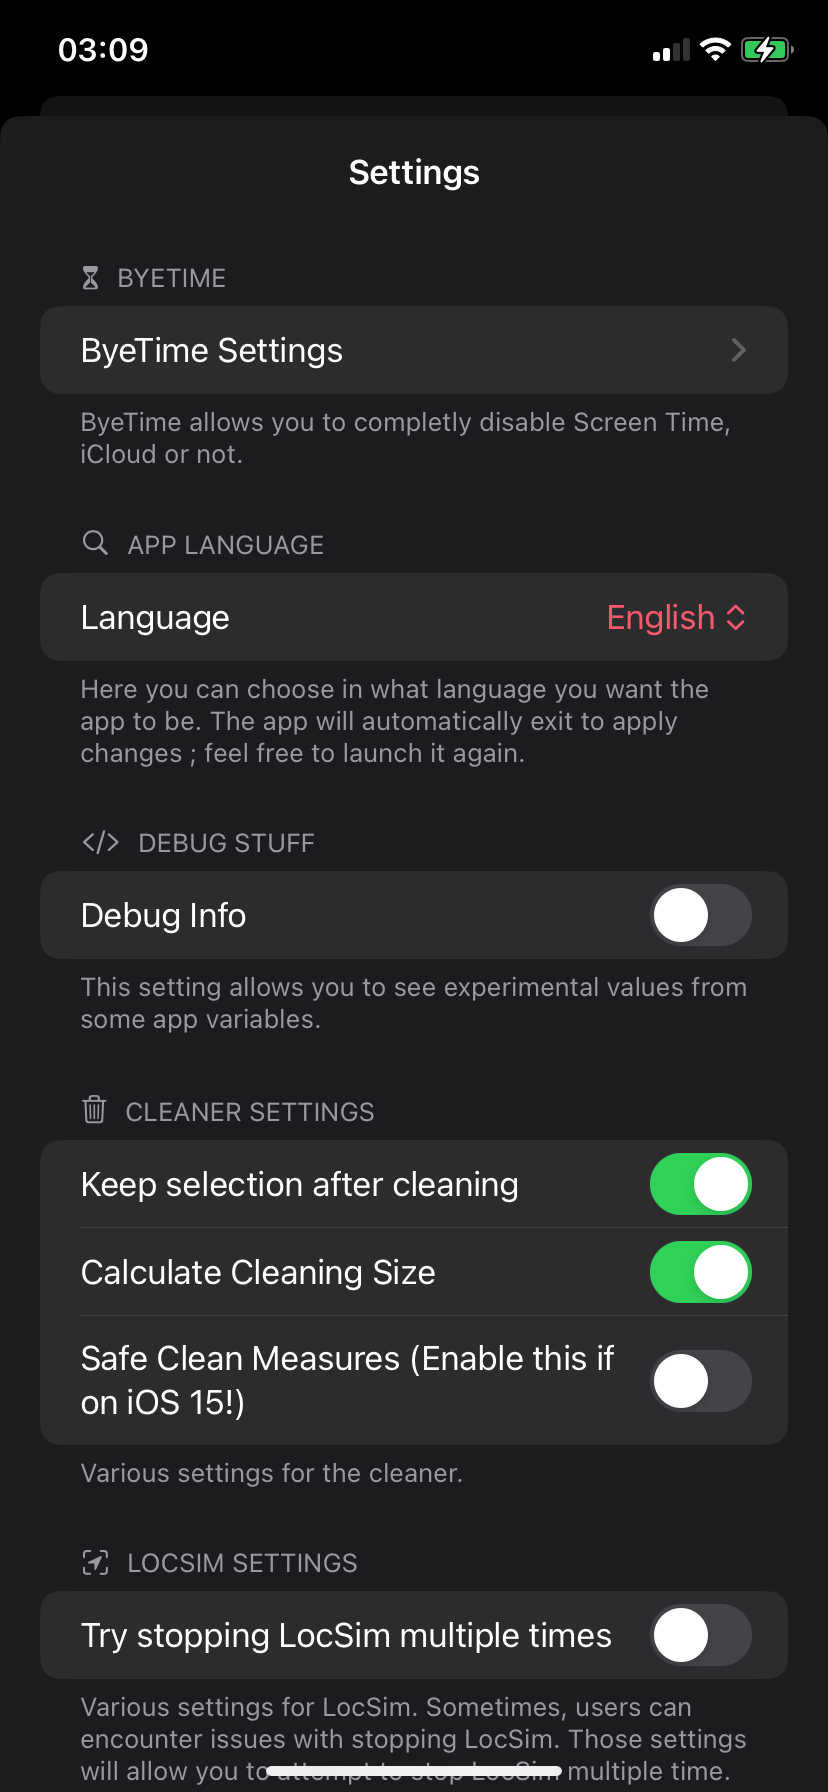 03:09
Settings
BYETIME
ByeTime Settings
ByeTime allows you to completly disable Screen Time,
iCloud or not.
APP LANGUAGE
Language English
Here you can choose in what language you want the
app to be. The app will automatically exit to apply
changes ; feel free to launch it again.
</> DEBUG STUFF
Debug Info
This setting allows you to see experimental values from
some app variables.
CLEANER SETTINGS
Keep selection after cleaning
Calculate Cleaning Size
Safe Clean Measures (Enable this if
on iOS 15!)
Various settings for the cleaner.
LOCSIM SETTINGS
Try stopping LocSim multiple times
Various settings for LocSim. Sometimes, users can
encounter issues with stopping LocSim. Those settings
will allow you to attempt to stop LocSim multiple time.